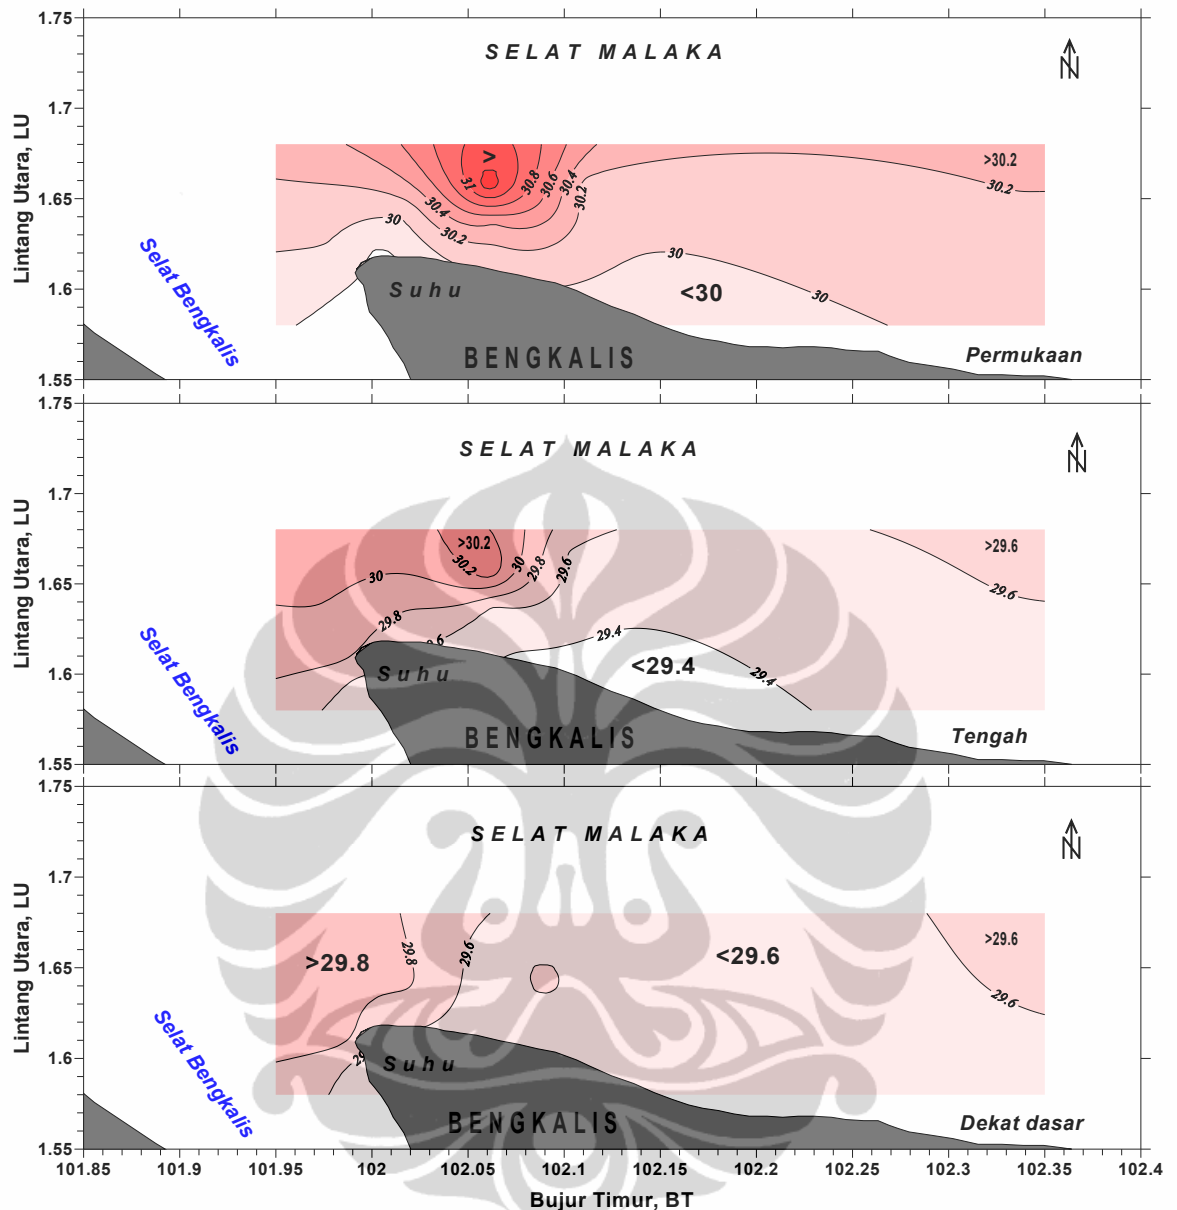 1.75
SELAT MALAKA
N
1.7
>
>30.2
31
30.8
30.6
30.4
30.2
30.2
1.65
30.4
30
30.2
Lintang Utara, LU
Selat Bengkalis
30
1.6
Suhu
<30
30
BENGKALIS
Permukaan
1.55
1.75
SELAT MALAKA
N
1.7
>30.2
>29.6
30.2
30
29.8
29.6
30
29.6
1.65
29.8
29.4
Lintang Utara, LU
Selat Bengkalis
<29.4
1.6
Suhu
29.4
BENGKALIS
Tengah
1.55
1.75
SELAT MALAKA
N
1.7
29.8
29.6
>29.8
<29.6
>29.6
1.65
29.6
Lintang Utara, LU
Selat Bengkalis
1.6
29
Suhu
BENGKALIS
Dekat dasar
1.55
101.85 101.9 101.95 102 102.05 102.1 102.15 102.2 102.25 102.3 102.35 102.4
Bujur Timur, BT